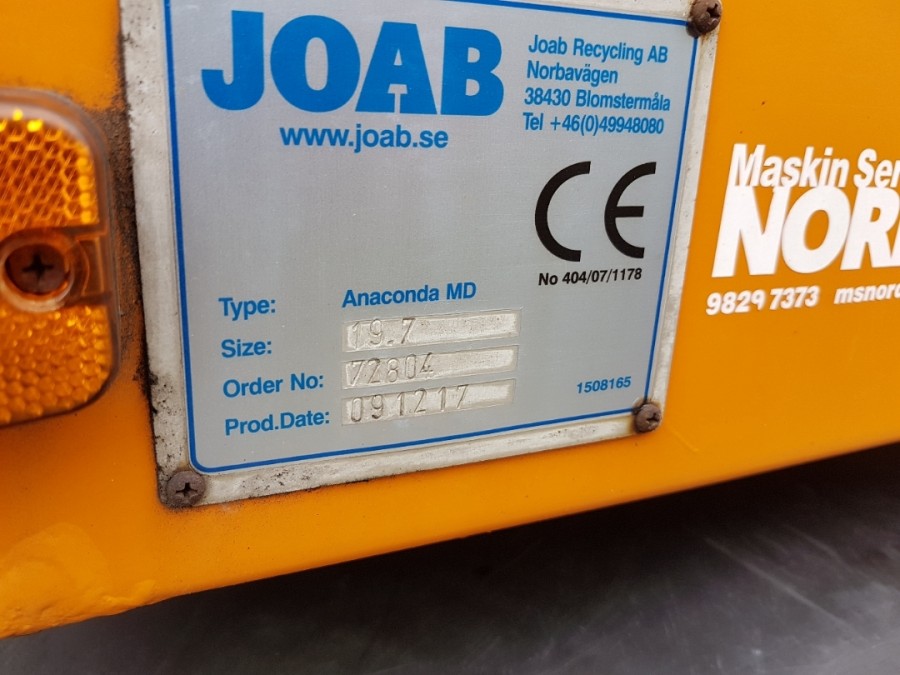 JOAB
www.joab.se
Joab Recycling AB
Norbavägen
38430 Blomstermåla
Tel +46(0)49948080
CE
No 404/07/1178
Type: Anaconda MD
Size: 19.7
Order No: 72804
Prod.Date: 091217
1508165
Maskin Ser
NOR
9829 7373 msnord